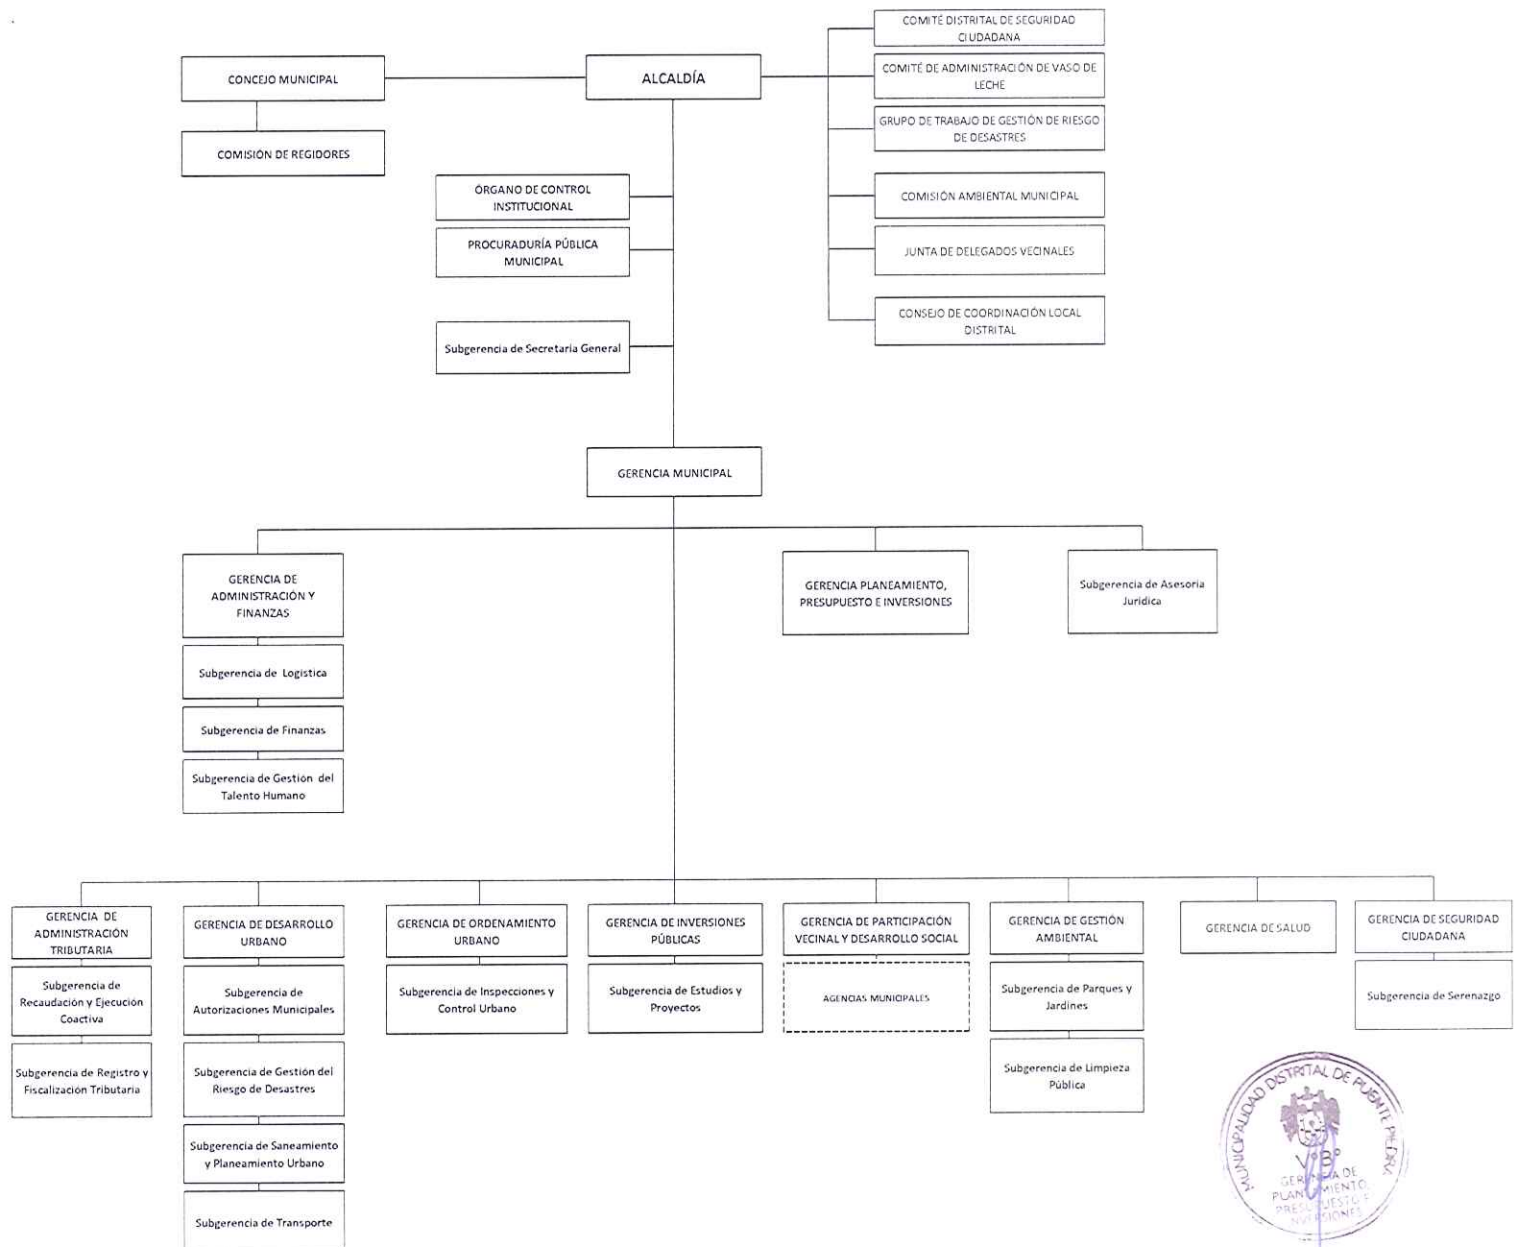 COMITÉ DISTRITAL DE SEGURIDAD
CIUDADANA
CONCEJO MUNICIPAL
ALCALDÍA
COMITÉ DE ADMINISTRACIÓN DE VASO DE
LECHE
GRUPO DE TRABAJO DE GESTIÓN DE RIESGO
DE DESASTRES
COMISIÓN DE REGIDORES
ÓRGANO DE CONTROL
INSTITUCIONAL
COMISIÓN AMBIENTAL MUNICIPAL
PROCURADURÍA PÚBLICA
MUNICIPAL
JUNTA DE DELEGADOS VECINALES
CONSEJO DE COORDINACIÓN LOCAL
DISTRITAL
Subgerencia de Secretaria General
GERENCIA MUNICIPAL
GERENCIA DE
ADMINISTRACIÓN Y
FINANZAS
GERENCIA PLANEAMIENTO,
PRESUPUESTO E INVERSIONES
Subgerencia de Asesoria
Juridica
Subgerencia de Logistica
Subgerencia de Finanzas
Subgerencia de Gestión del
Talento Humano
GERENCIA DE
ADMINISTRACIÓN
TRIBUTARIA
GERENCIA DE DESARROLLO
URBANO
GERENCIA DE ORDENAMIENTO
URBANO
GERENCIA DE INVERSIONES
PÚBLICAS
GERENCIA DE PARTICIPACIÓN
VECINAL Y DESARROLLO SOCIAL
GERENCIA DE GESTIÓN
AMBIENTAL
GERENCIA DE SALUD
GERENCIA DE SEGURIDAD
CIUDADANA
Subgerencia de
Recaudación y Ejecución
Coactiva
Subgerencia de
Autorizaciones Municipales
Subgerencia de Inspecciones y
Control Urbano
Subgerencia de Estudios y
Proyectos
AGENCIAS MUNICIPALES
Subgerencia de Parques y
Jardines
Subgerencia de Serenazgo
Subgerencia de Registro y
Fiscalización Tributaria
Subgerencia de Gestión del
Riesgo de Desastres
Subgerencia de Limpieza
Pública
Subgerencia de Saneamiento
y Planeamiento Urbano
Subgerencia de Transporte
MUNICIPALIDAD DISTRITAL DE PUENTE PIEDRA
V°B°
GERENCIA DE
PLANEAMIENTO,
PRESUPUESTO E
INVERSIONES